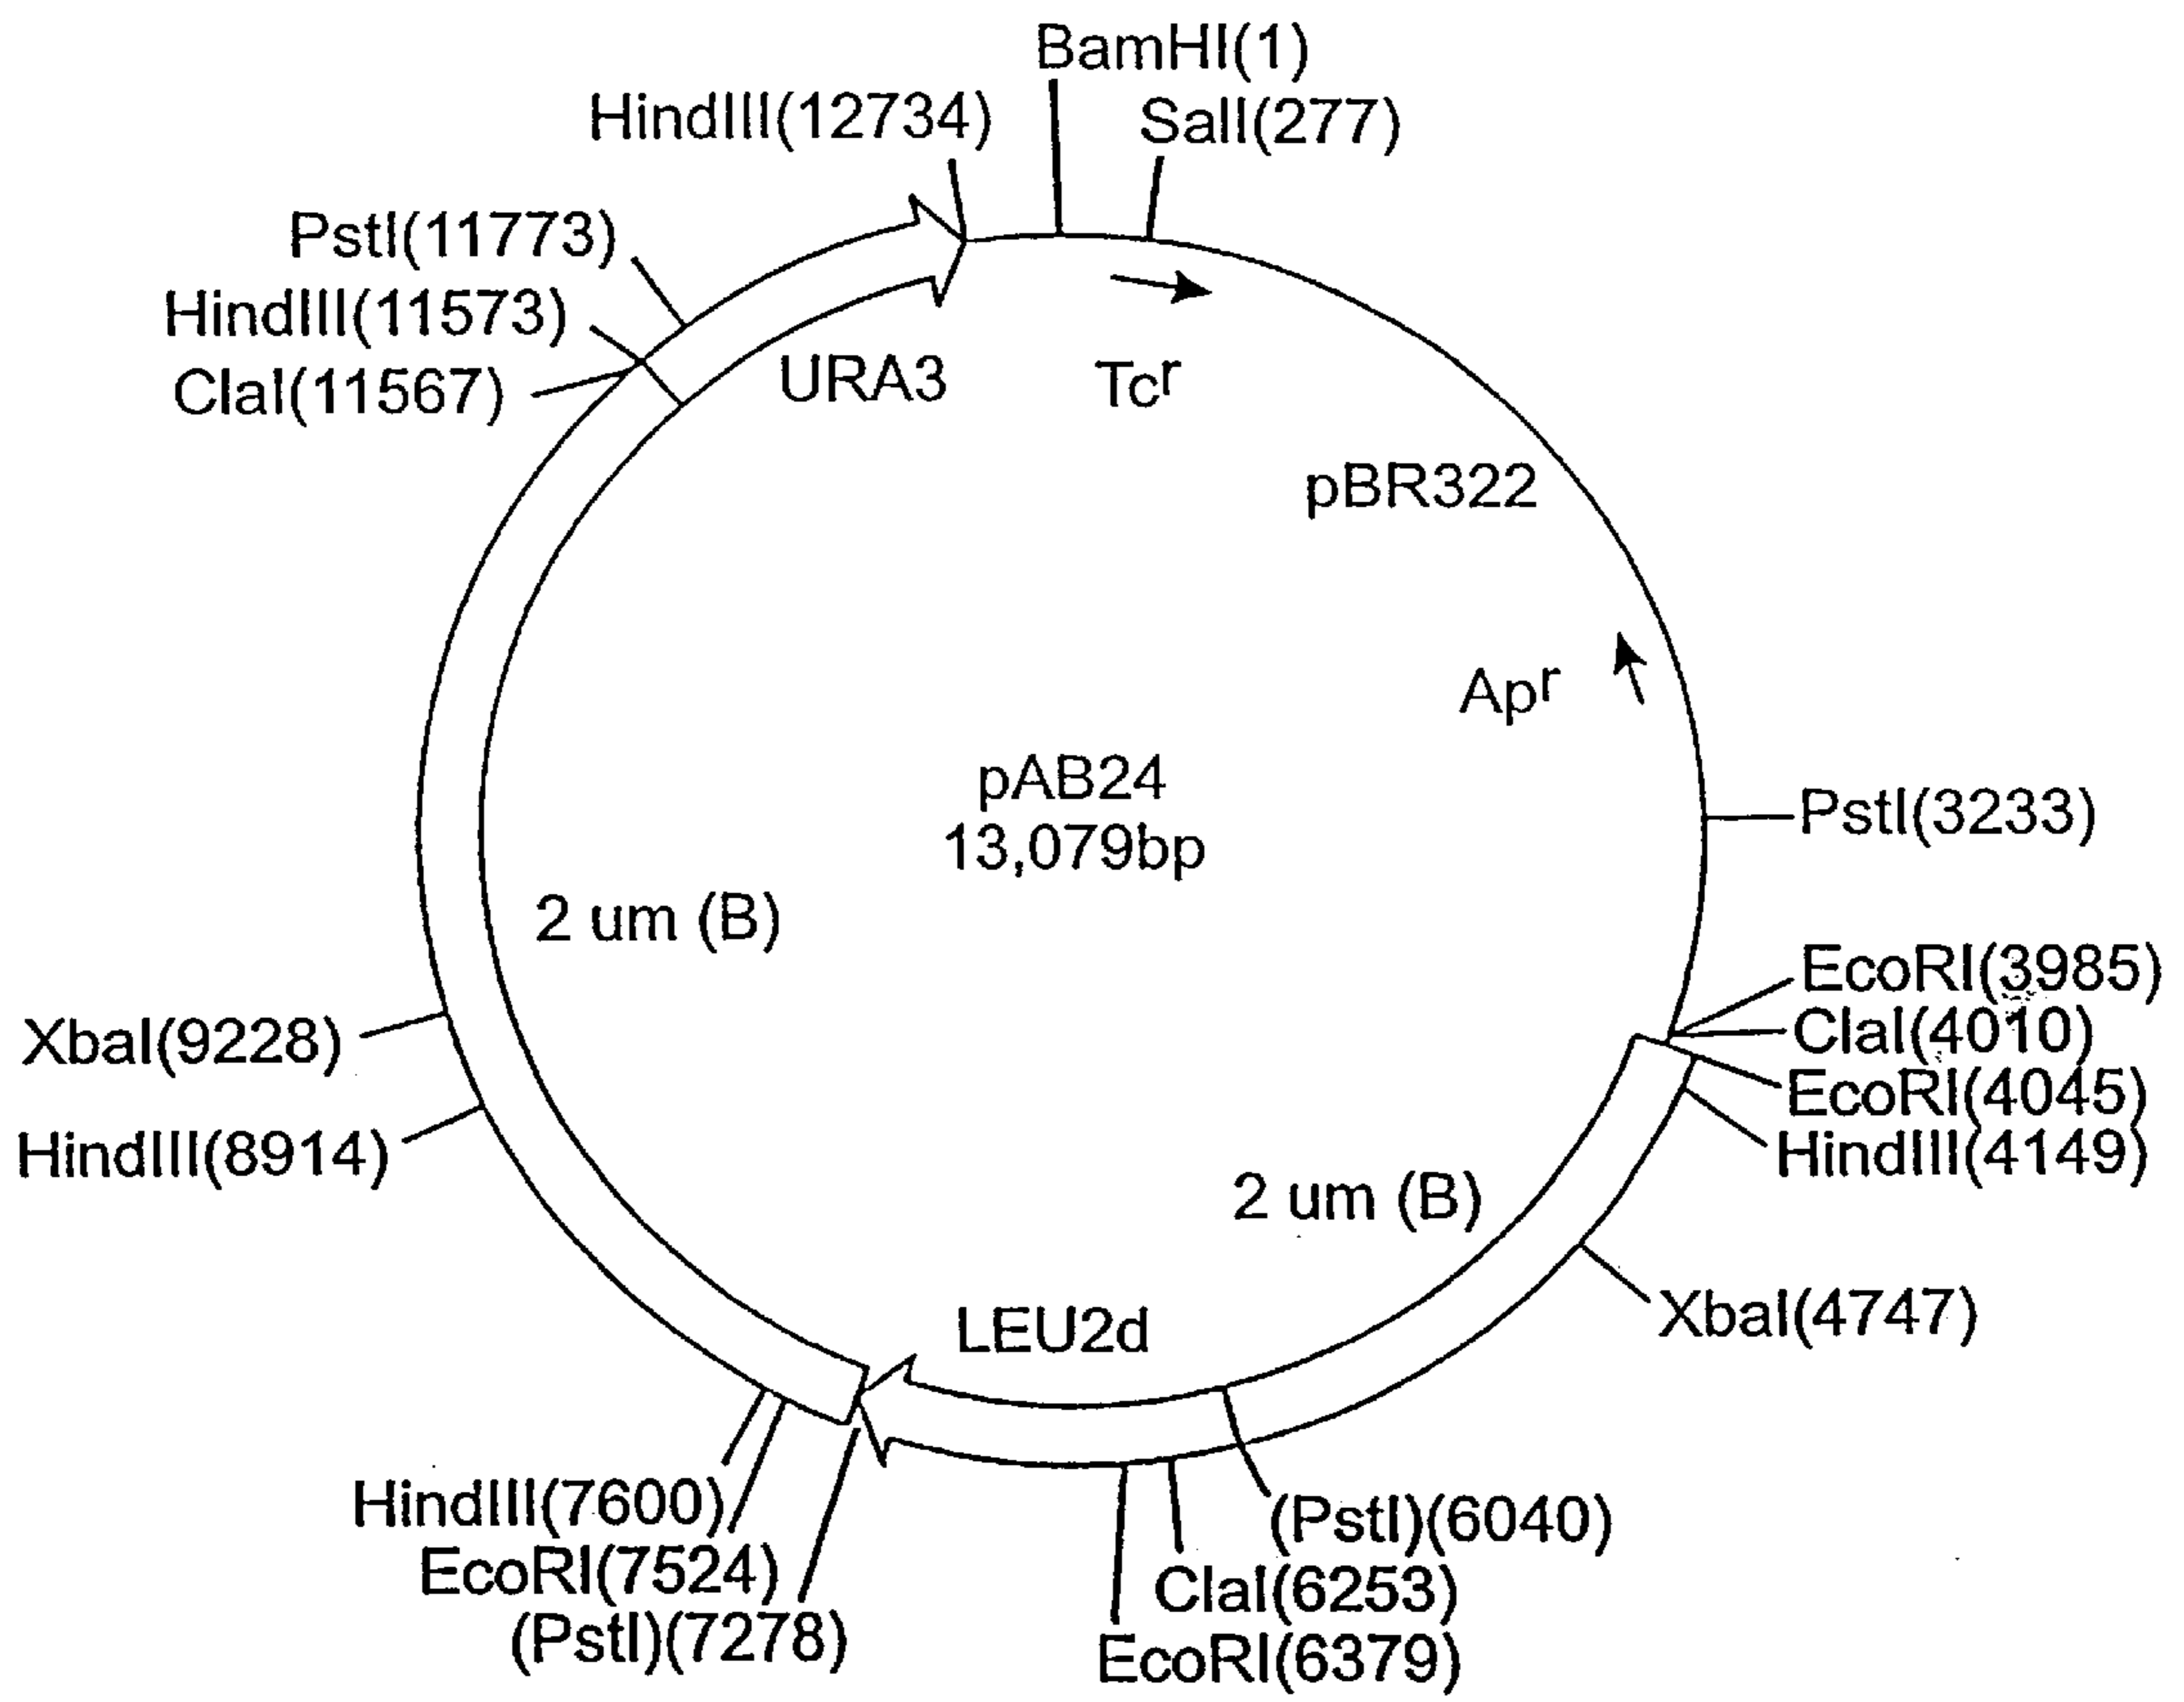 BamHI(1)
HindIII(12734)
SalI(277)
PstI(11773)
HindIII(11573)
ClaI(11567)
URA3
Tcr
pBR322
Apr
pAB24
13,079bp
PstI(3233)
2 um (B)
EcoRI(3985)
ClaI(4010)
EcoRI(4045)
HindIII(4149)
XbaI(9228)
HindIII(8914)
2 um (B)
XbaI(4747)
LEU2d
HindIII(7600)
EcoRI(7524)
(PstI)(7278)
(PstI)(6040)
ClaI(6253)
EcoRI(6379)